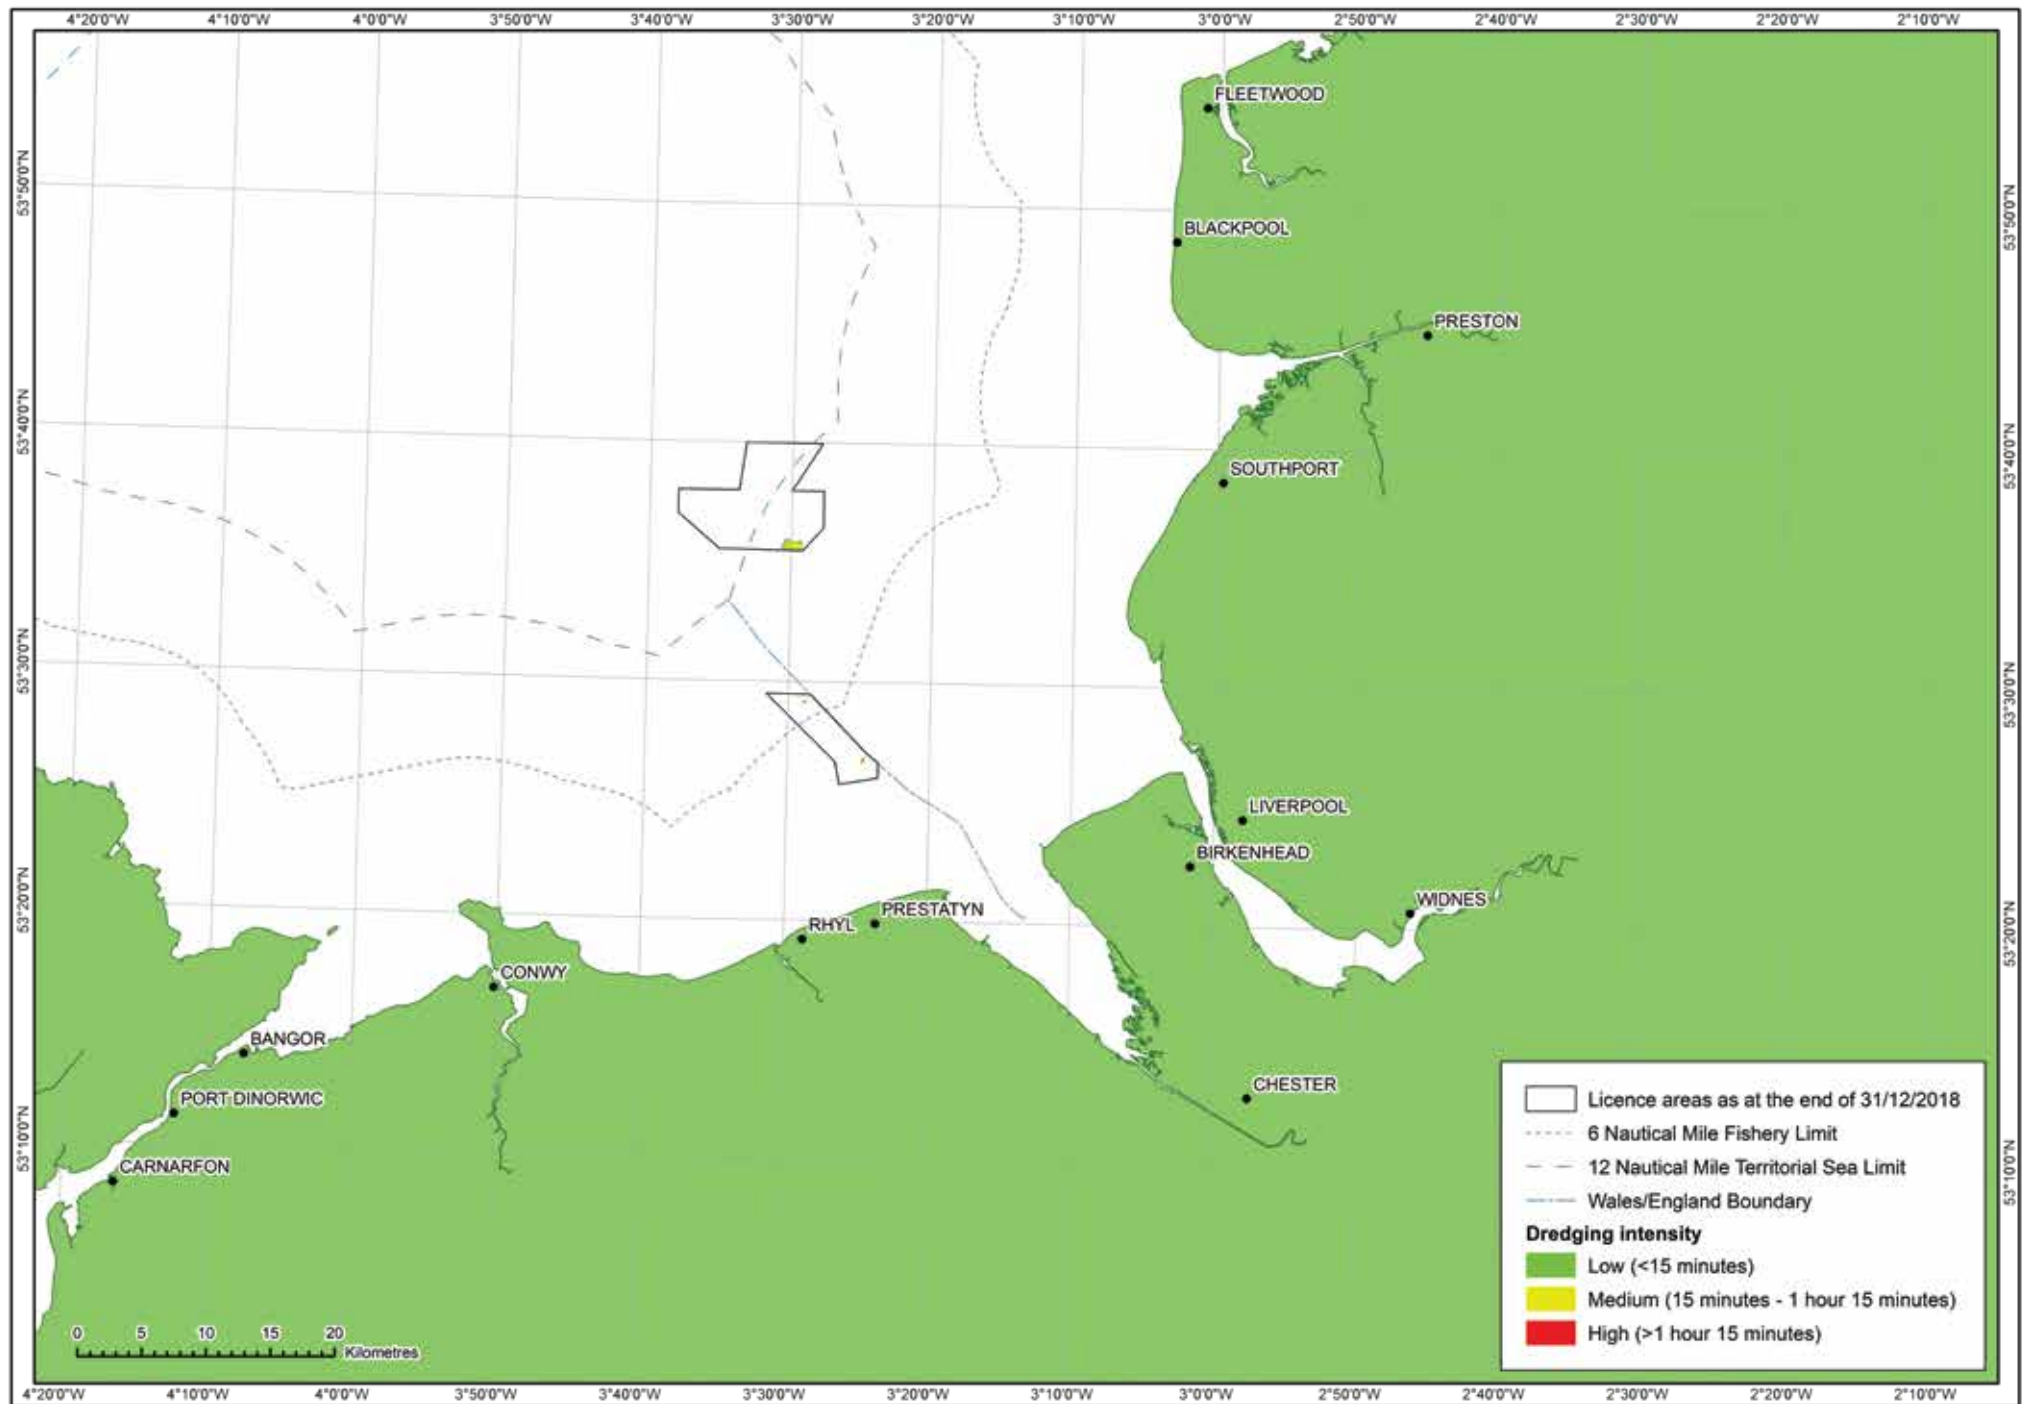 4°20'0"W 4°10'0"W 4°0'0"W 3°50'0"W 3°40'0"W 3°30'0"W 3°20'0"W 3°10'0"W 3°0'0"W 2°50'0"W 2°40'0"W 2°30'0"W 2°20'0"W 2°10'0"W
FLEETWOOD
53°50'0"N
53°50'0"N
BLACKPOOL
PRESTON
53°40'0"N
53°40'0"N
SOUTHPORT
53°30'0"N
53°30'0"N
LIVERPOOL
BIRKENHEAD
WIDNES
53°20'0"N
53°20'0"N
PRESTATYN
RHYL
CONWY
BANGOR
CHESTER
PORT DINORWIC
53°10'0"N
53°10'0"N
CARNARFON
Licence areas as at the end of 31/12/2018
6 Nautical Mile Fishery Limit
12 Nautical Mile Territorial Sea Limit
Wales/England Boundary
Dredging intensity
Low (<15 minutes)
Medium (15 minutes - 1 hour 15 minutes)
High (>1 hour 15 minutes)
0 5 10 15 20
Kilometres
4°20'0"W 4°10'0"W 4°0'0"W 3°50'0"W 3°40'0"W 3°30'0"W 3°20'0"W 3°10'0"W 3°0'0"W 2°50'0"W 2°40'0"W 2°30'0"W 2°20'0"W 2°10'0"W